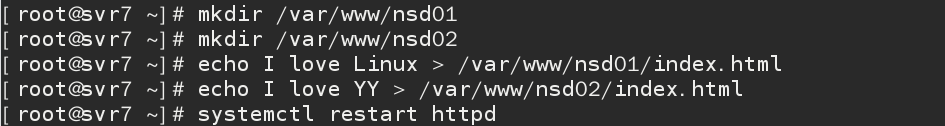 [root@svr7 ~]# mkdir /var/www/nsd01
[root@svr7 ~]# mkdir /var/www/nsd02
[root@svr7 ~]# echo I love Linux > /var/www/nsd01/index.html
[root@svr7 ~]# echo I love YY > /var/www/nsd02/index.html
[root@svr7 ~]# systemctl restart httpd